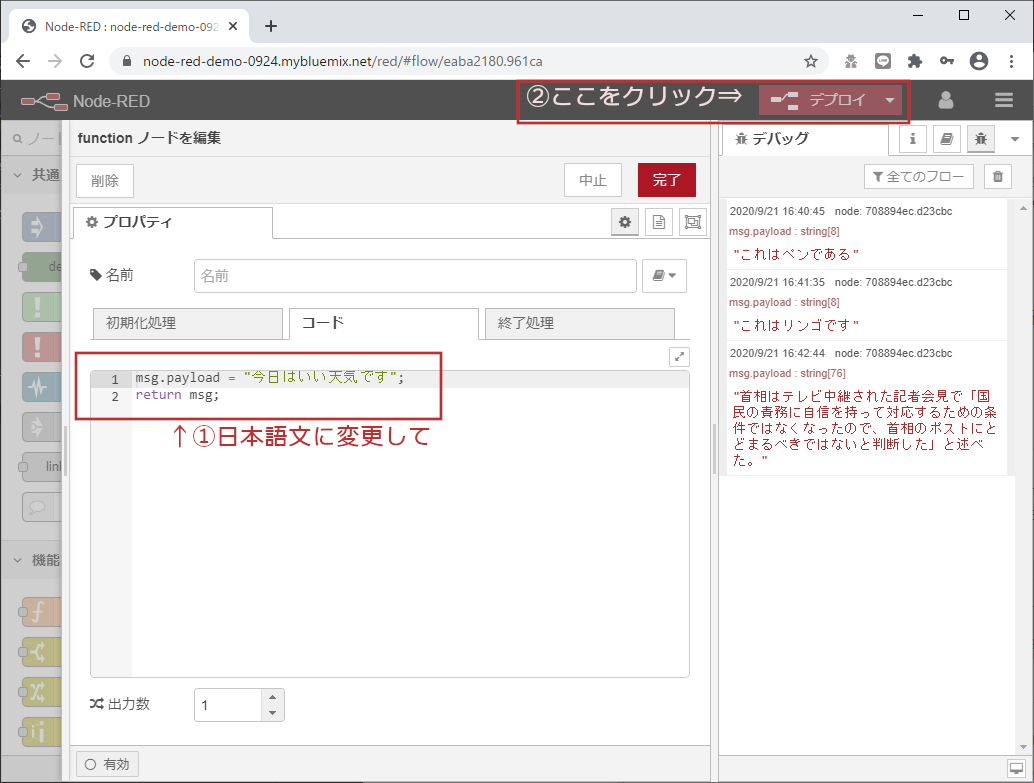 Node-RED : node-red-demo-092
node-red-demo-0924.mybluemix.net/red/#flow/eaba2180.961ca
Node-RED
②ここをクリック⇒
デプロイ
ノード
function ノードを編集
デバッグ
i
共通
削除
中止
完了
全てのフロー
プロパティ
2020/9/21 16:40:45 node: 708894ec.d23cbc
msg.payload : string[8]
"これはペンである"
de
名前
名前
2020/9/21 16:41:35 node: 708894ec.d23cbc
msg.payload : string[8]
"これはリンゴです"
初期化処理
コード
終了処理
2020/9/21 16:42:44 node: 708894ec.d23cbc
msg.payload : string[76]
"首相はテレビ中継された記者会見で「国
民の責務に自信を持って対応するための条
件ではなくなったので、首相のポストにと
どまるべきではないと判断した」と述べ
た。"
1 msg.payload = "今日はいい天気です";
2 return msg;
↑①日本語文に変更して
link
機能
出力数
1
有効